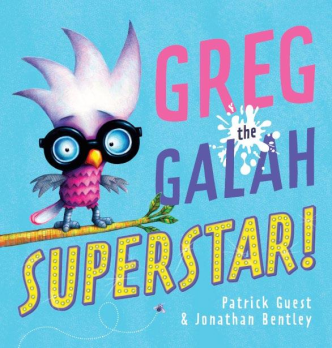 GREG
the
GALAH
SUPERSTAR!
Patrick Guest
& Jonathan Bentley